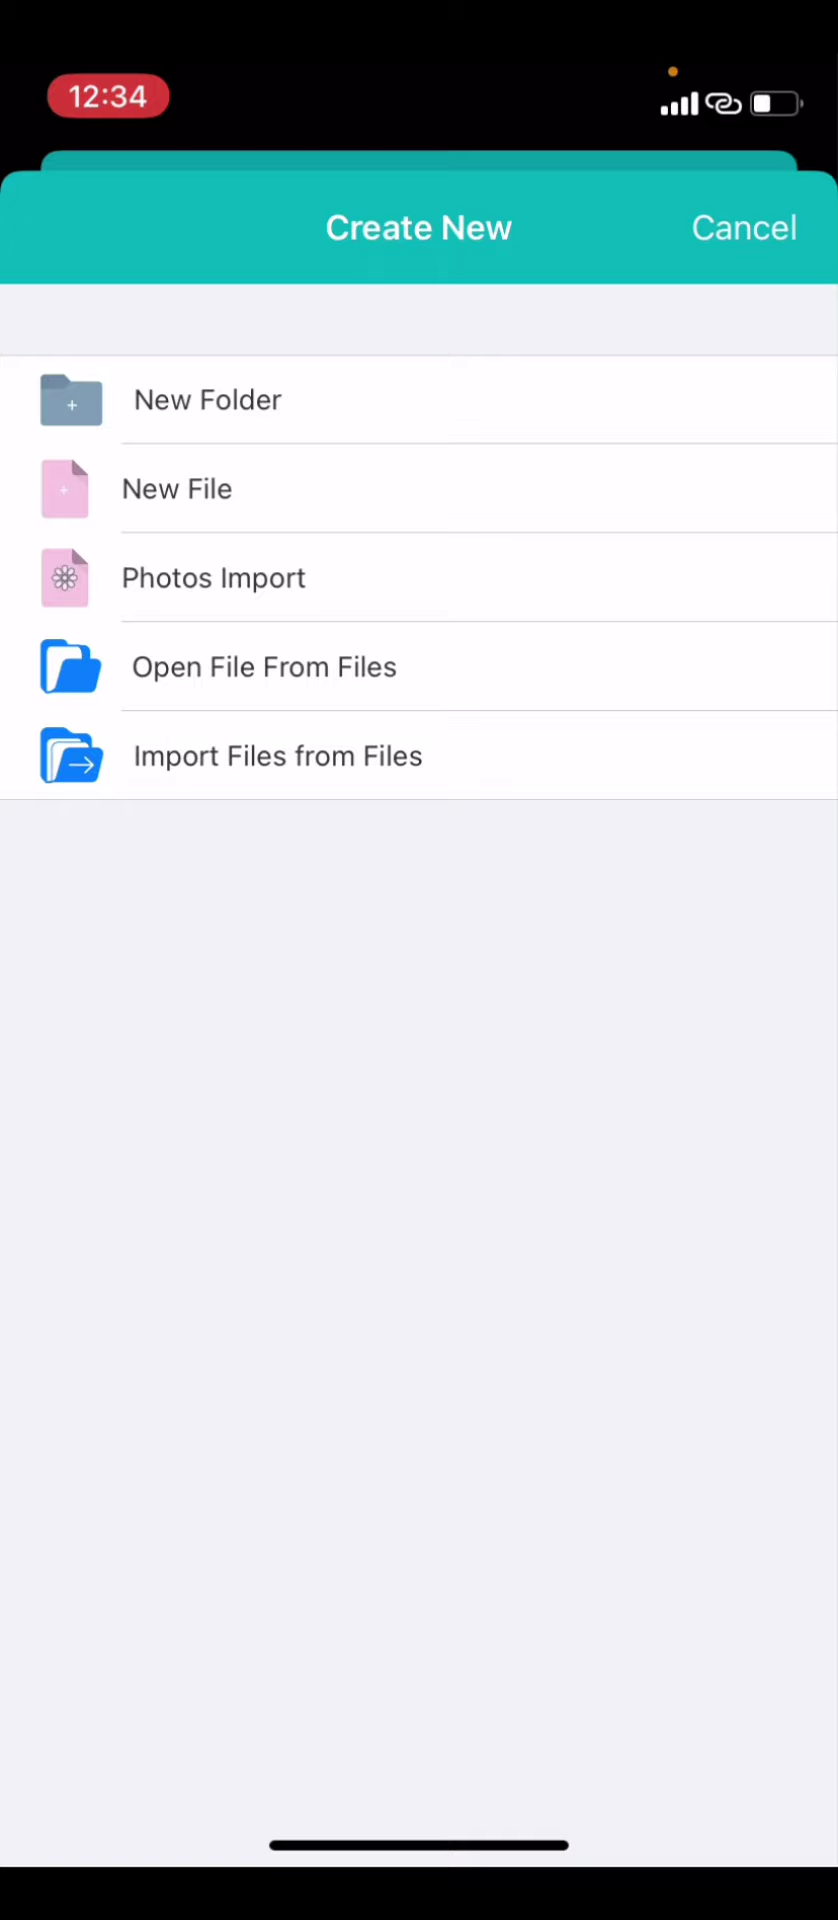 12:34
Create New
Cancel
New Folder
New File
Photos Import
Open File From Files
Import Files from Files